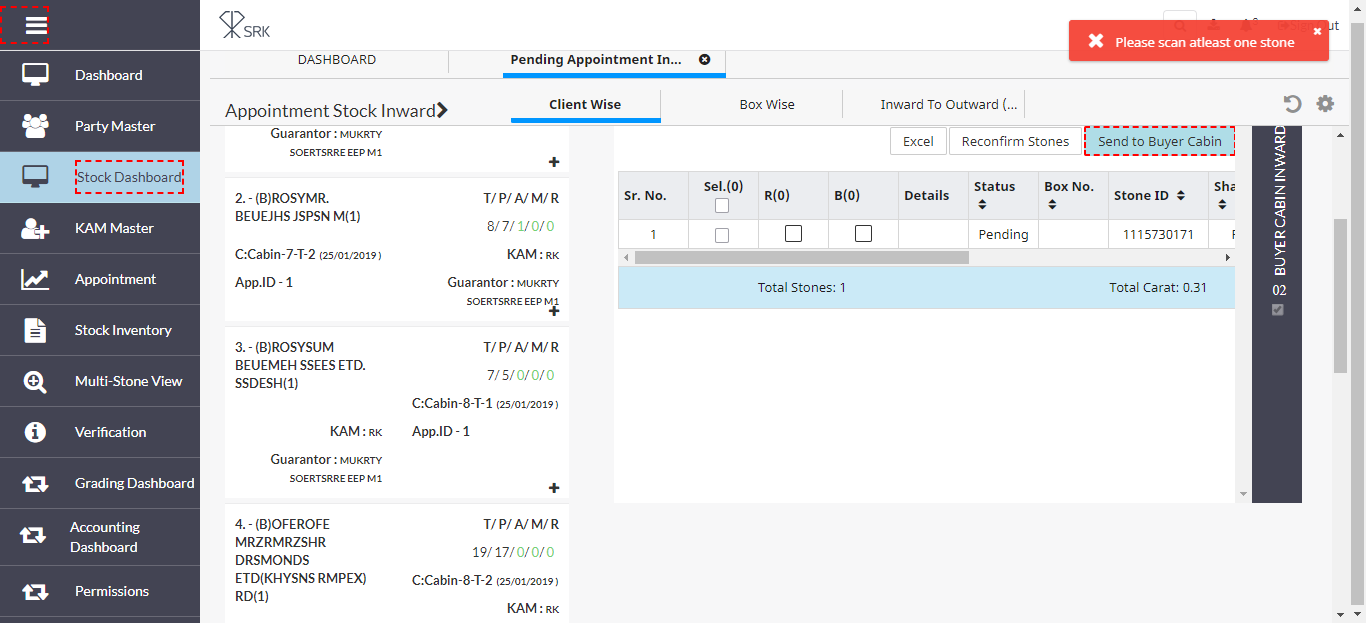 SRK
Sign out
Please scan atleast one stone
Dashboard
Party Master
Stock Dashboard
KAM Master
Appointment
Stock Inventory
Multi-Stone View
Verification
Grading Dashboard
Accounting
Dashboard
Permissions
DASHBOARD
Pending Appointment In...
Appointment Stock Inward
Client Wise
Box Wise
Inward To Outward (...
Guarantor : MUKRTY
SOERTSRRE EEP M1
2. - (B)ROSYMR.
BEUEJHS JSPSN M(1)
T/ P/ A/ M/ R
8/ 7/ 1/ 0/ 0
C:Cabin-7-T-2 (25/01/2019 )
KAM : RK
App.ID - 1
Guarantor : MUKRTY
SOERTSRRE EEP M1
3. - (B)ROSYSUM
BEUEMEH SSEES ETD.
SSDESH(1)
T/ P/ A/ M/ R
7/ 5/ 0/ 0/ 0
C:Cabin-8-T-1 (25/01/2019 )
KAM : RK
App.ID - 1
Guarantor : MUKRTY
SOERTSRRE EEP M1
4. - (B)OFEROFE
MRZRMRZSHR
DRSMONDS
ETD(KHYSNS RMPEX)
RD(1)
T/ P/ A/ M/ R
19/ 17/ 0/ 0/ 0
C:Cabin-8-T-2 (25/01/2019 )
KAM : RK
Excel
Reconfirm Stones
Send to Buyer Cabin
Sr. No.
Sel.(0)
R(0)
B(0)
Details
Status
Box No.
Stone ID
Sha
1
Pending
1115730171
Total Stones: 1
Total Carat: 0.31
BUYER CABIN INWARD
02